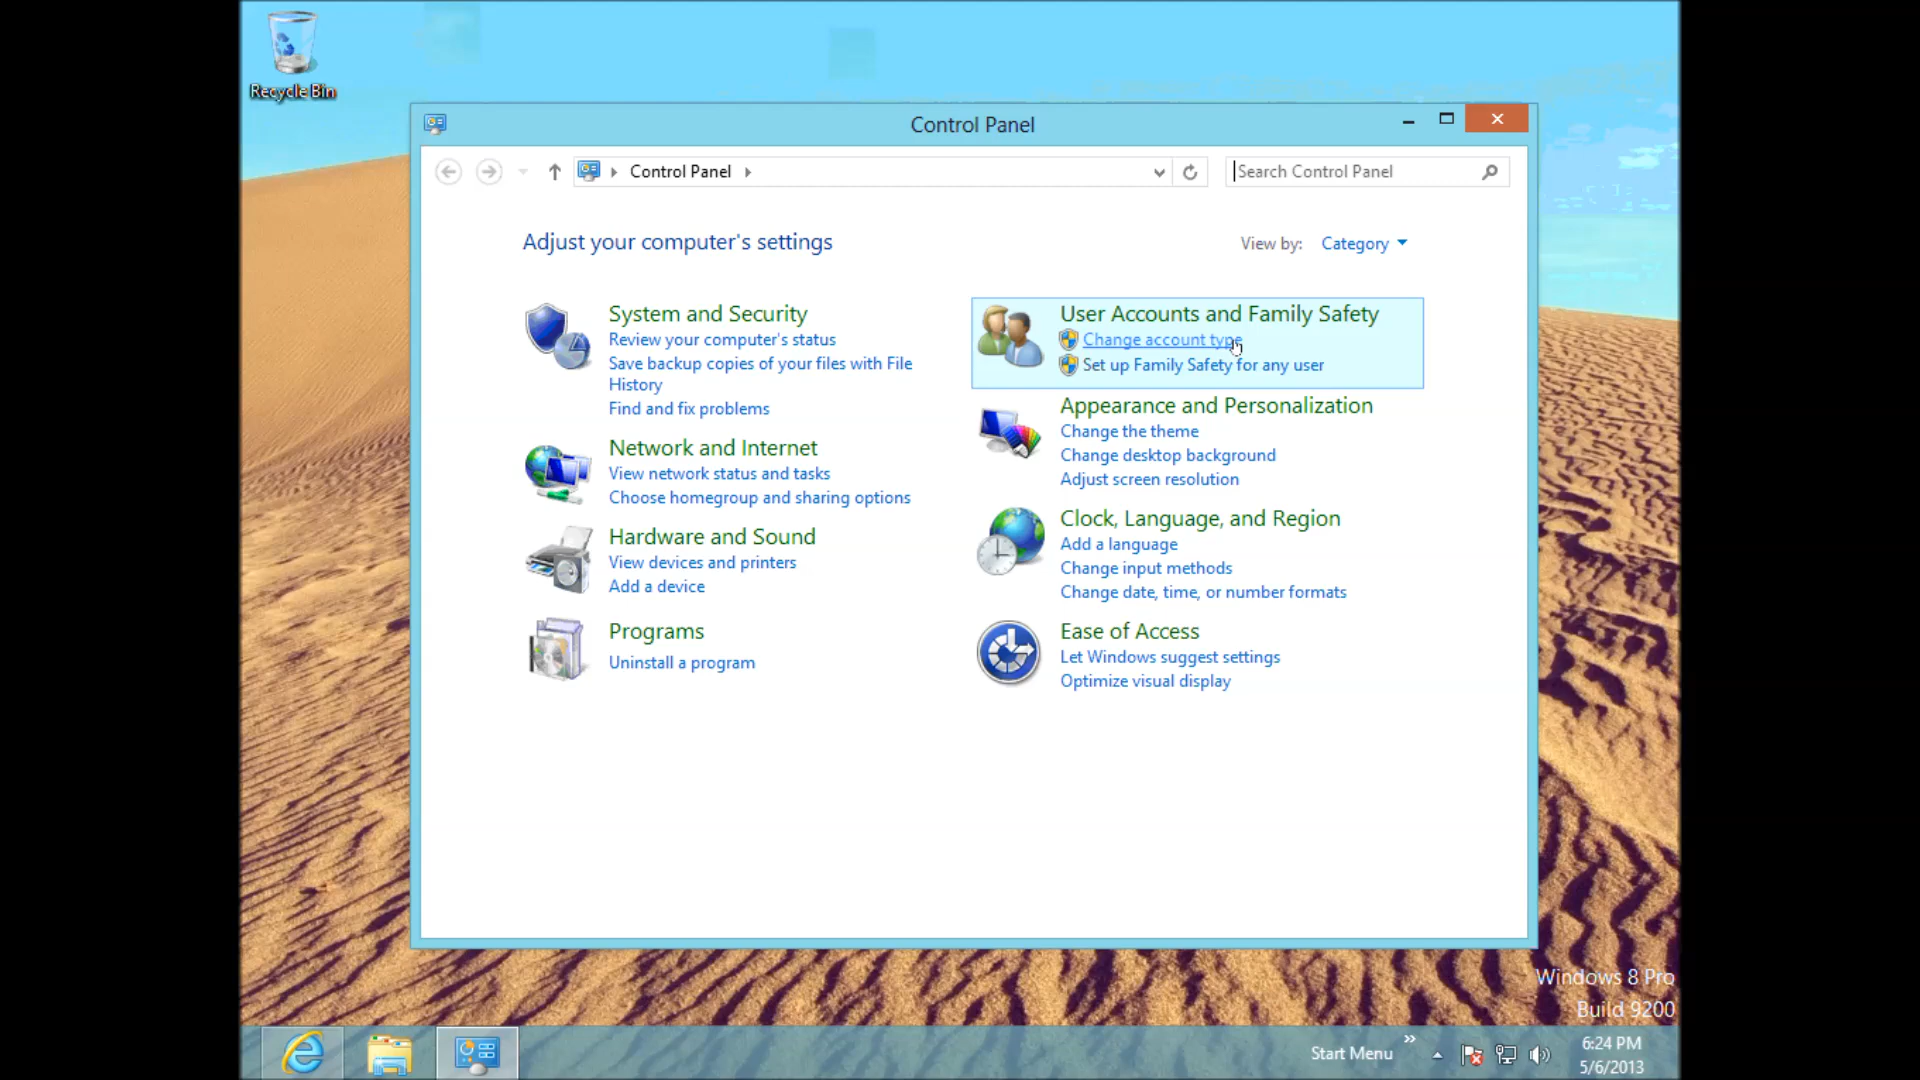 Recycle Bin
Control Panel
Control Panel
Search Control Panel
Adjust your computer's settings
View by: Category
System and Security
Review your computer's status
Save backup copies of your files with File
History
Find and fix problems
Network and Internet
View network status and tasks
Choose homegroup and sharing options
Hardware and Sound
View devices and printers
Add a device
Programs
Uninstall a program
User Accounts and Family Safety
Change account type
Set up Family Safety for any user
Appearance and Personalization
Change the theme
Change desktop background
Adjust screen resolution
Clock, Language, and Region
Add a language
Change input methods
Change date, time, or number formats
Ease of Access
Let Windows suggest settings
Optimize visual display
Windows 8 Pro
Build 9200
Start Menu
6:24 PM
5/6/2013